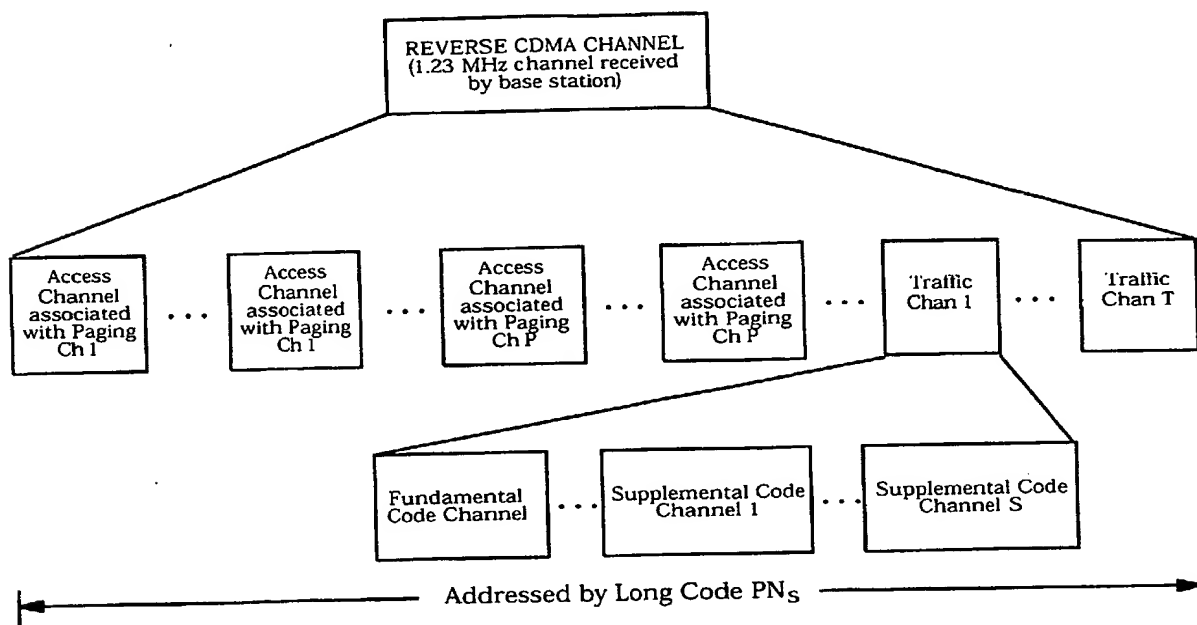 REVERSE CDMA CHANNEL
(1.23 MHz channel received
by base station)
Access
Channel
associated
with Paging
Ch 1
. . .
Access
Channel
associated
with Paging
Ch 1
. . .
Access
Channel
associated
with Paging
Ch P
. . .
Access
Channel
associated
with Paging
Ch P
. . .
Traffic
Chan 1
. . .
Traffic
Chan T
Fundamental
Code Channel
. . .
Supplemental Code
Channel 1
. . .
Supplemental Code
Channel S
Addressed by Long Code PNS